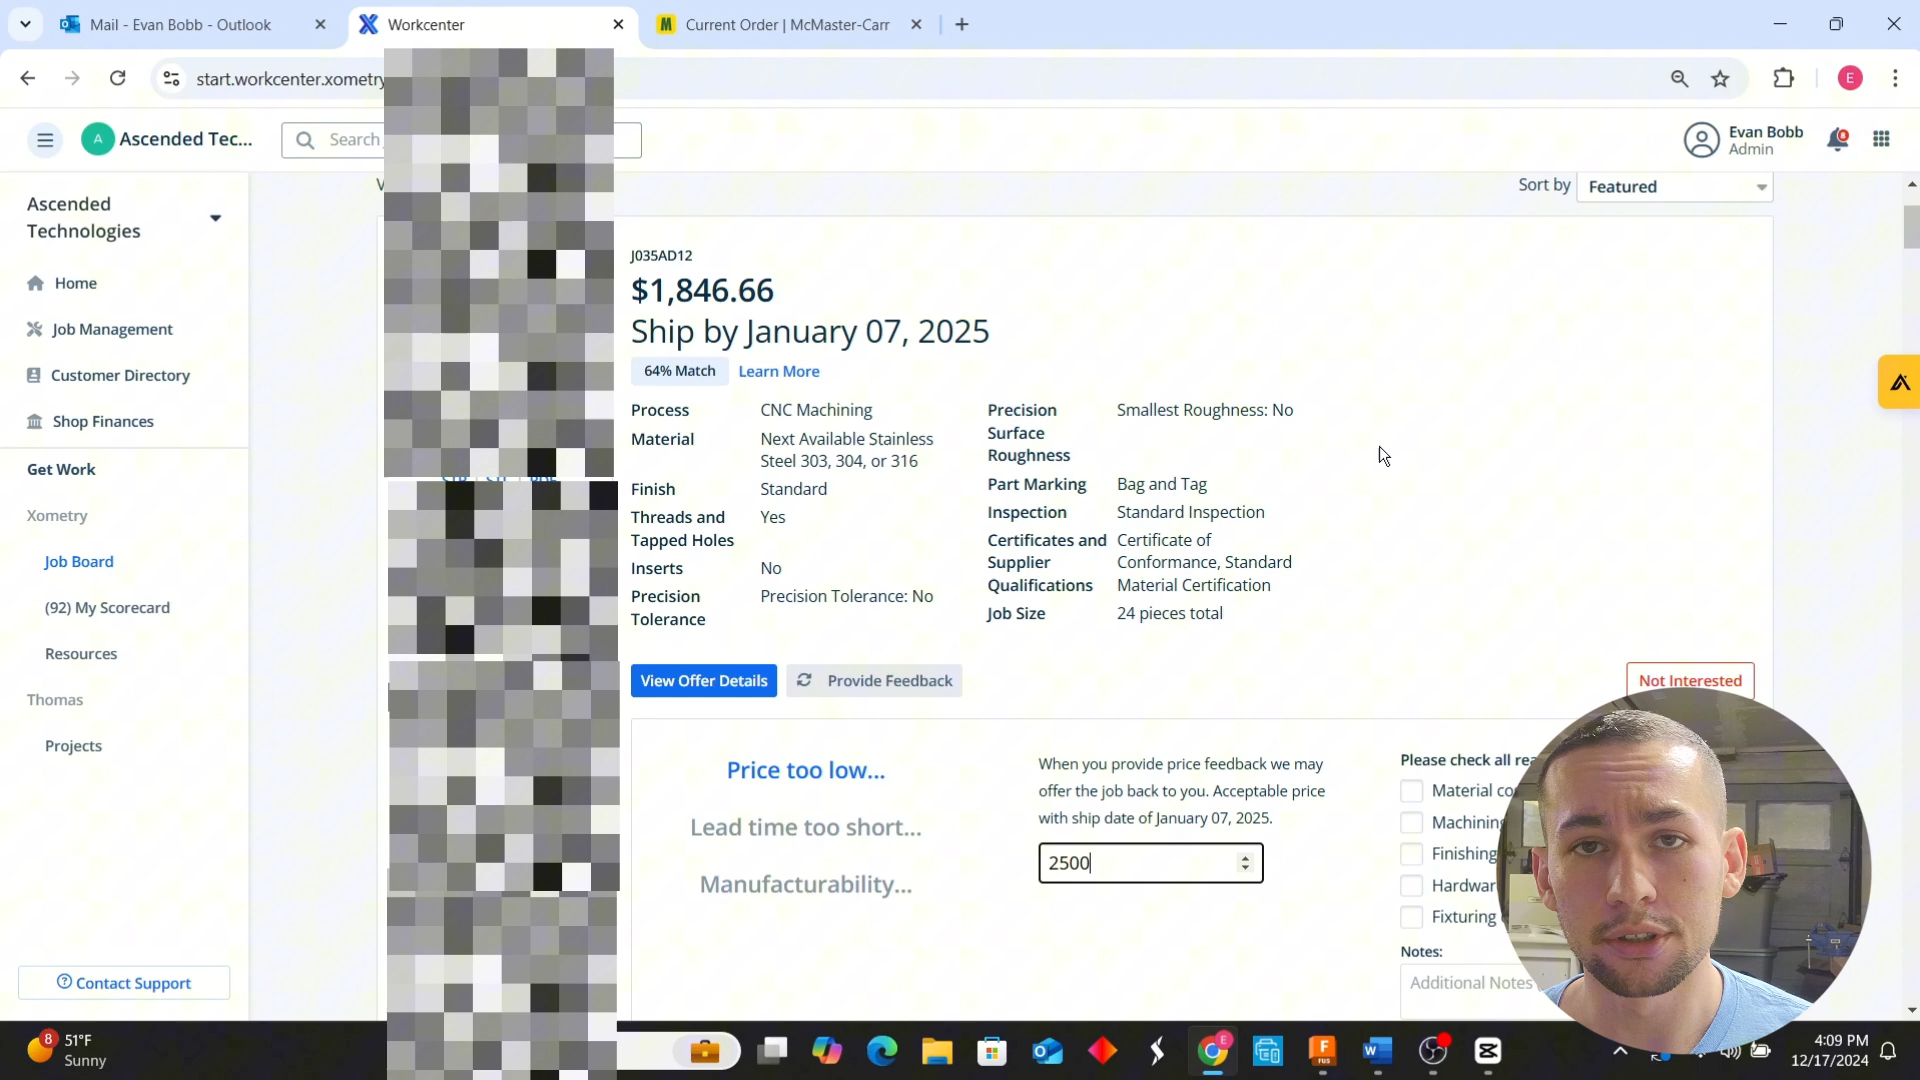 Mail - Evan Bobb - Outlook
Workcenter
Current Order | McMaster-Carr
start.workcenter.xometry
E
A
Ascended Tec...
Search
Evan Bobb
Admin
8
Ascended
Technologies
Home
Job Management
Customer Directory
Shop Finances
Get Work
Xometry
Job Board
(92) My Scorecard
Resources
Thomas
Projects
Contact Support
Sort by
Featured
J035AD12
$1,846.66
Ship by January 07, 2025
64% Match
Learn More
Process
CNC Machining
Material
Next Available Stainless
Steel 303, 304, or 316
Finish
Standard
Threads and
Tapped Holes
Yes
Inserts
No
Precision
Tolerance
Precision Tolerance: No
Precision
Surface
Roughness
Smallest Roughness: No
Part Marking
Bag and Tag
Inspection
Standard Inspection
Certificates and
Supplier
Qualifications
Certificate of
Conformance, Standard
Material Certification
Job Size
24 pieces total
View Offer Details
Provide Feedback
Not Interested
Price too low...
Lead time too short...
Manufacturability...
When you provide price feedback we may
offer the job back to you. Acceptable price
with ship date of January 07, 2025.
2500
Please check all
Material
Machining
Finishing
Fixturing
Notes:
Additional Notes
8
51°F
Sunny
4:09 PM
12/17/2024